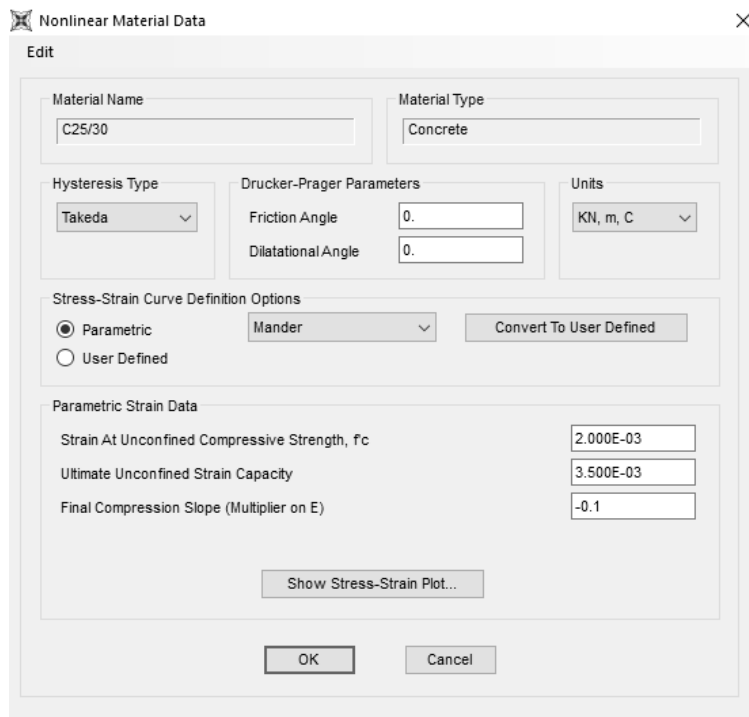 Nonlinear Material Data
Edit
Material Name
C25/30
Material Type
Concrete
Hysteresis Type
Takeda
Drucker-Prager Parameters
Friction Angle 0.
Dilatational Angle 0.
Units
KN, m, C
Stress-Strain Curve Definition Options
Parametric
User Defined
Mander
Convert To User Defined
Parametric Strain Data
Strain At Unconfined Compressive Strength, f'c 2.000E-03
Ultimate Unconfined Strain Capacity 3.500E-03
Final Compression Slope (Multiplier on E) -0.1
Show Stress-Strain Plot...
OK Cancel